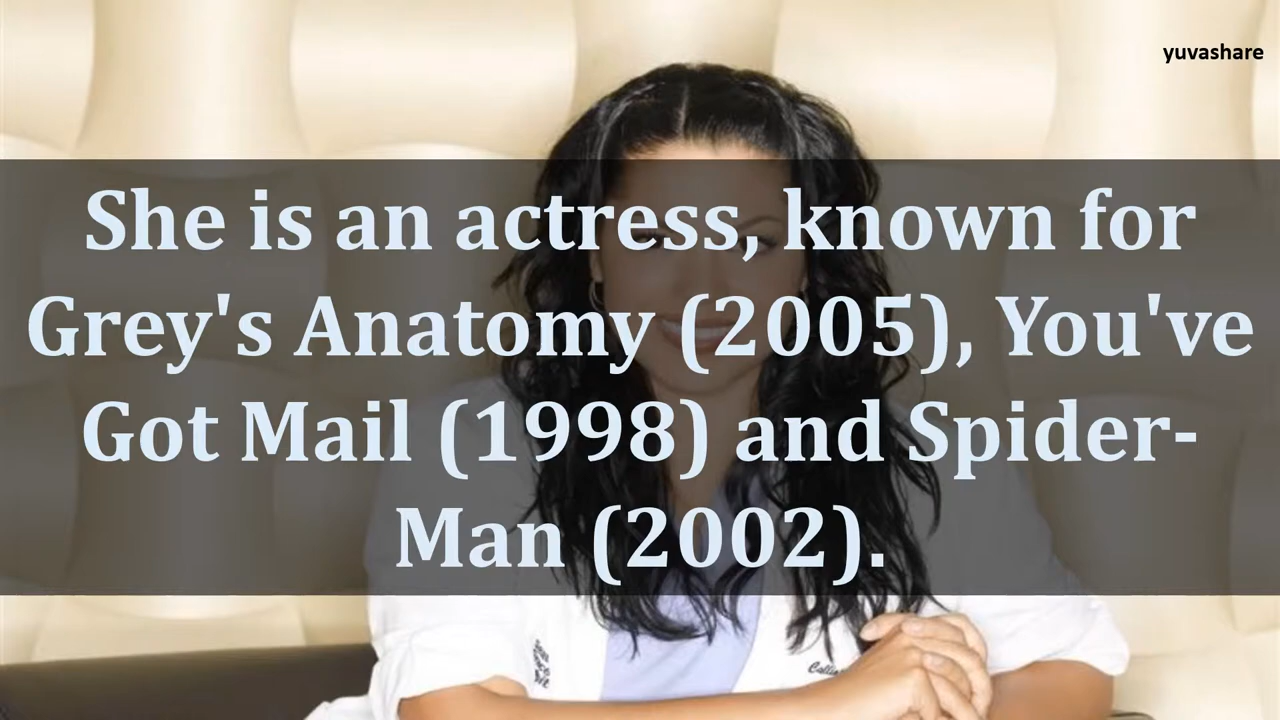 yuvashare
She is an actress, known for
Grey's Anatomy (2005), You've
Got Mail (1998) and Spider-
Man (2002).